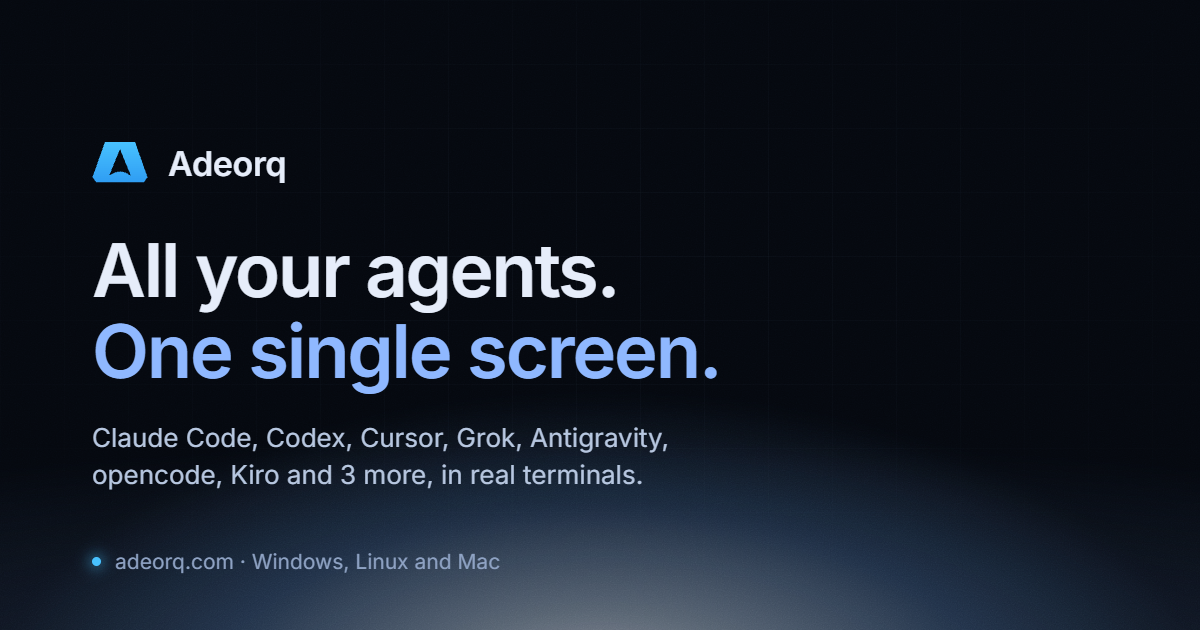 Adeorq
All your agents.
One single screen.
Claude Code, Codex, Cursor, Grok, Antigravity,
opencode, Kiro and 3 more, in real terminals.
adeorq.com · Windows, Linux and Mac